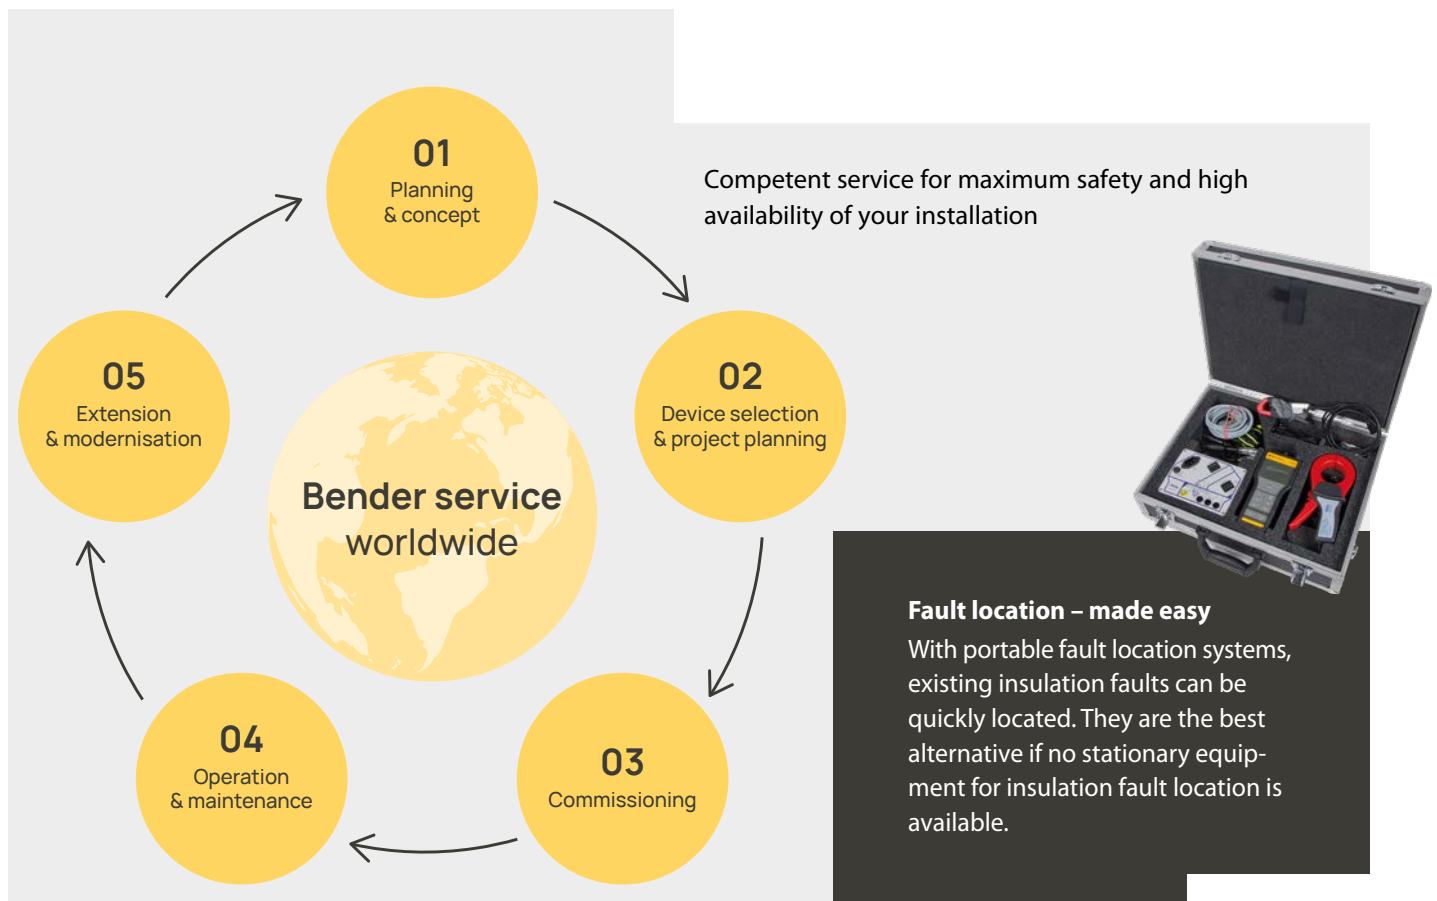 01
Planning
& concept
Competent service for maximum safety and high
availability of your installation
05
Extension
& modernisation
02
Device selection
& project planning
Bender service
worldwide
04
Operation
& maintenance
03
Commissioning
Fault location – made easy
With portable fault location systems,
existing insulation faults can be
quickly located. They are the best
alternative if no stationary equip-
ment for insulation fault location is
available.